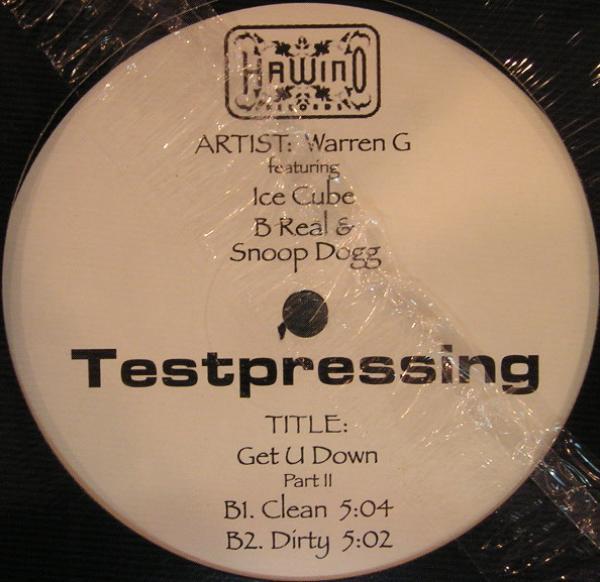 HAWINO
RECORDS
ARTIST: Warren G
featuring
Ice Cube
B Real &
Snoop Dogg
Testpressing
TITLE:
Get U Down
Part II
B1. Clean 5:04
B2. Dirty 5:02